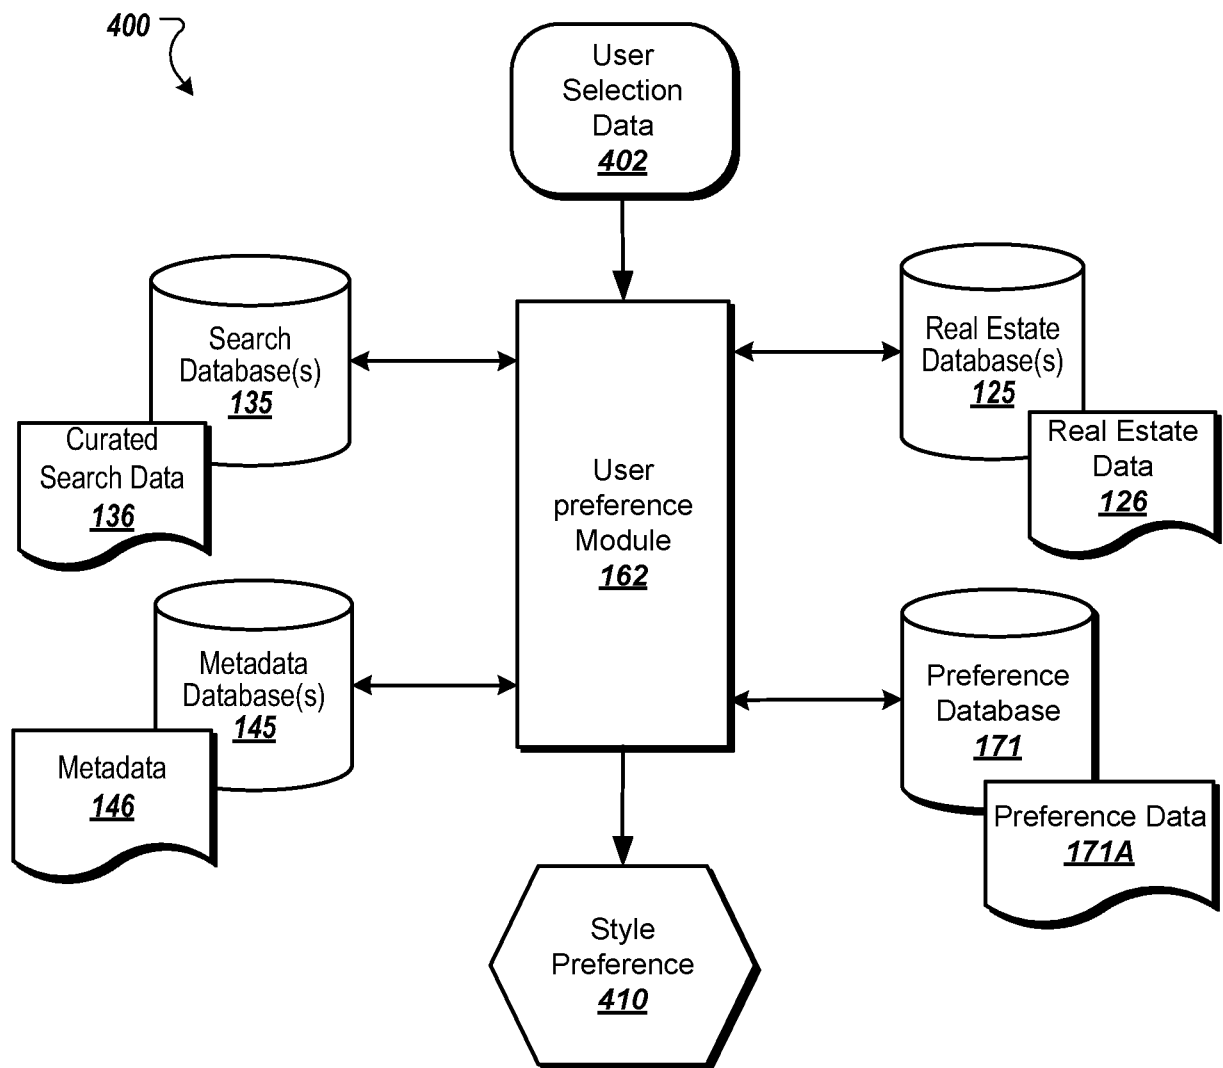 400
User
Selection
Data
402
Search
Database(s)
135
Curated
Search Data
136
Real Estate
Database(s)
125
Real Estate
Data
126
User
preference
Module
162
Metadata
Database(s)
145
Metadata
146
Preference
Database
171
Preference Data
171A
Style
Preference
410